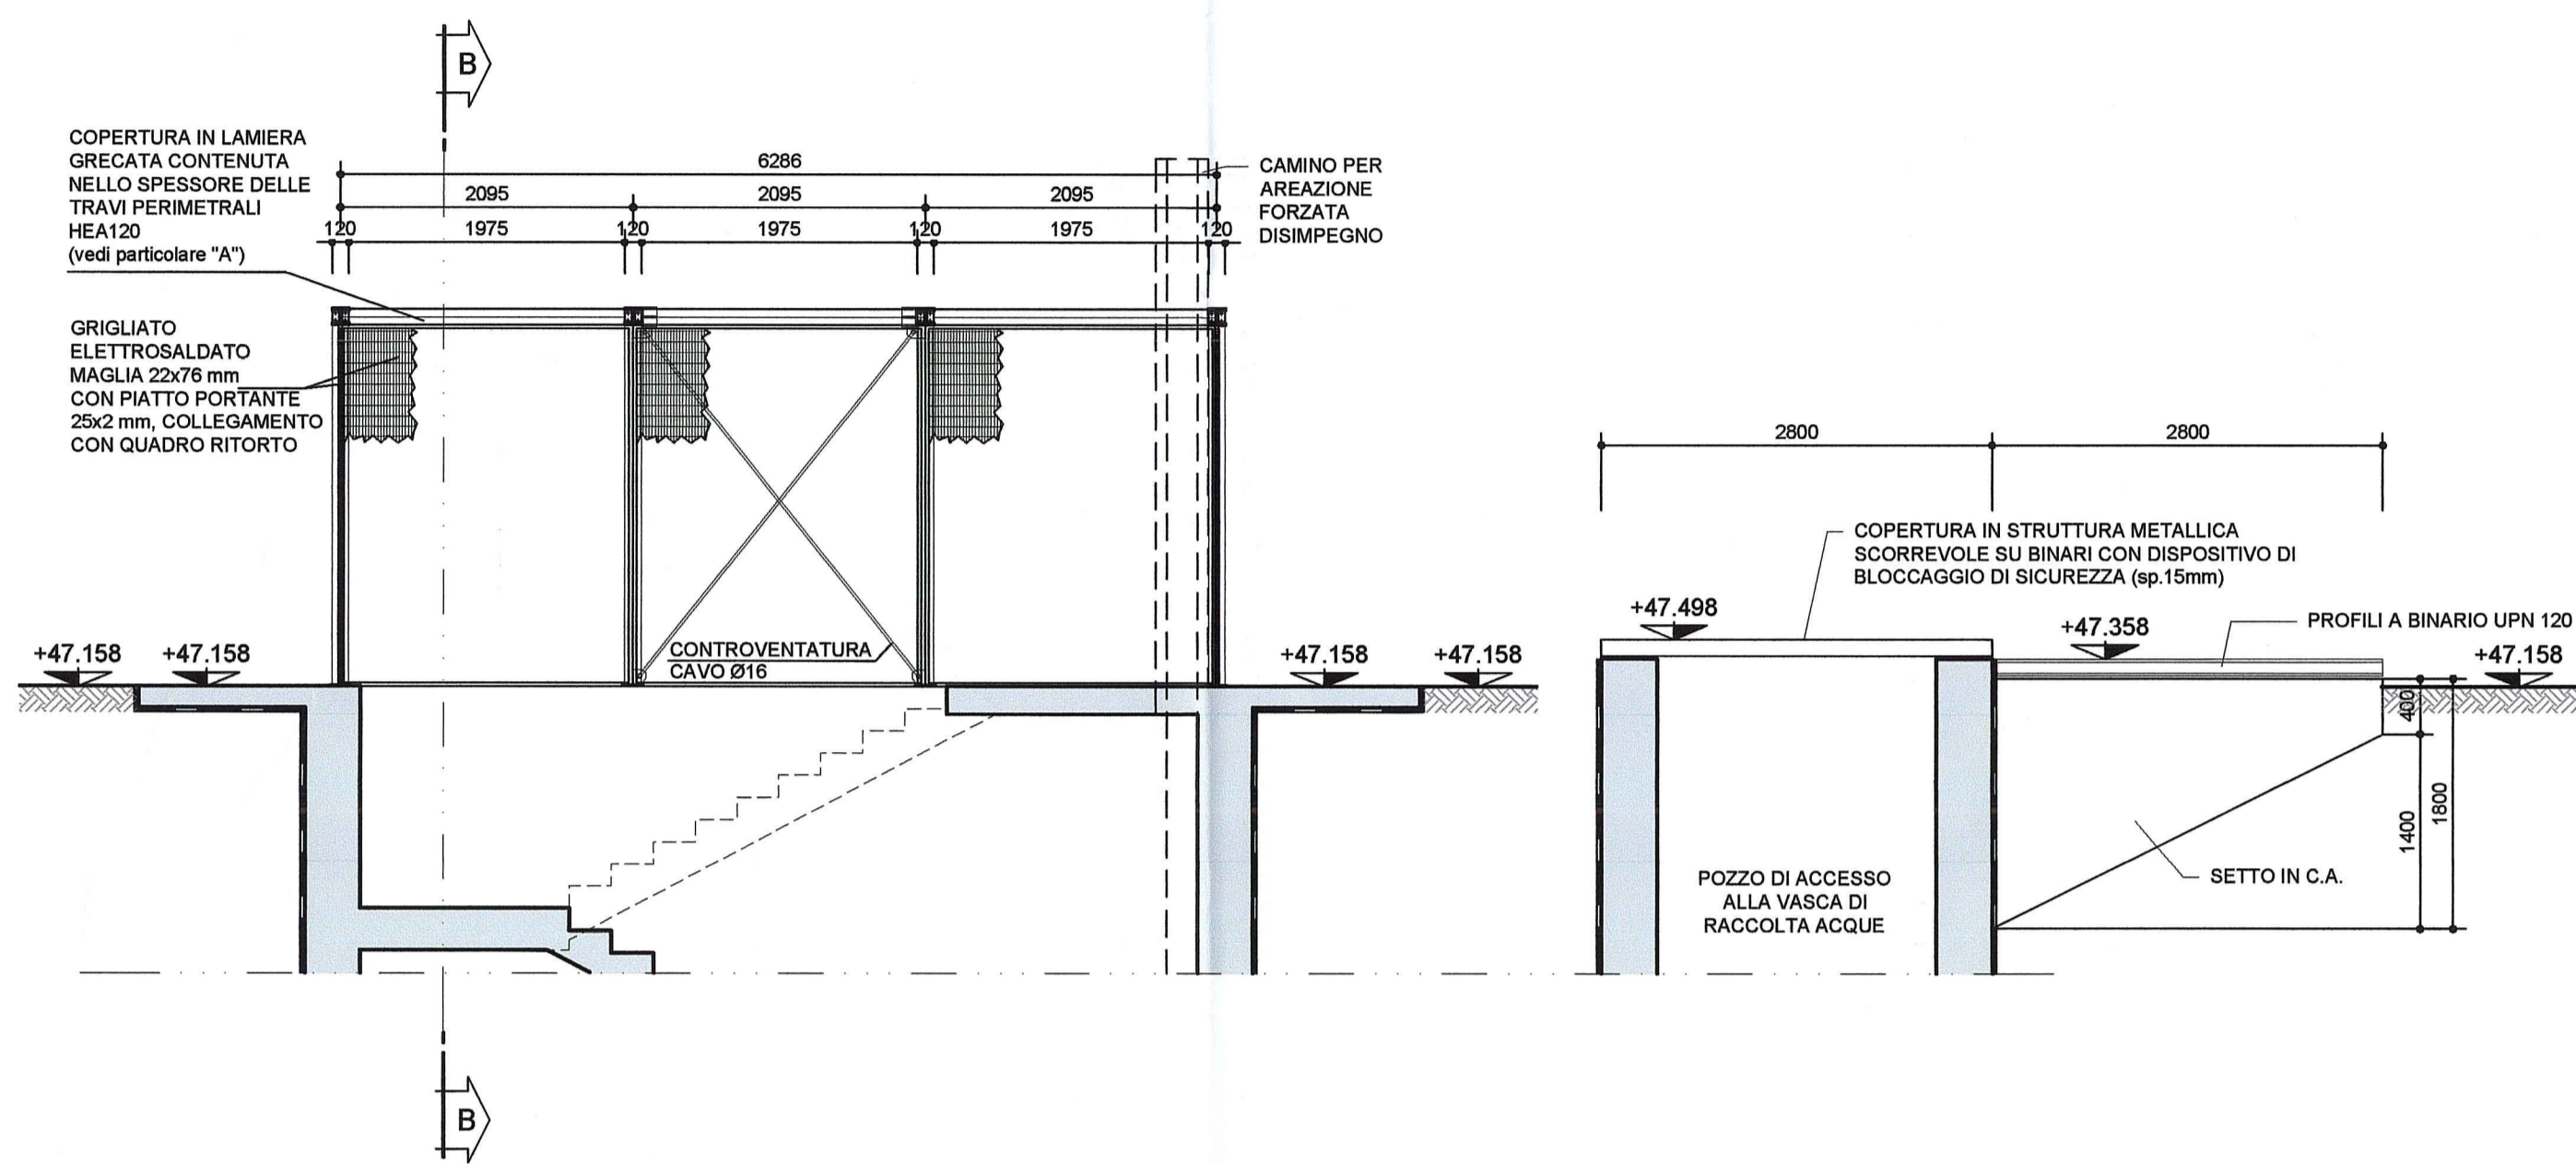 B
COPERTURA IN LAMIERA
GRECATA CONTENUTA
NELLO SPESSORE DELLE
TRAVI PERIMETRALI
HEA120
(vedi particolare "A")
6286
2095 2095 2095
120 1975 120 1975 120 1975 120
CAMINO PER
AREAZIONE
FORZATA
DISIMPEGNO
GRIGLIATO
ELETTROSALDATO
MAGLIA 22x76 mm
CON PIATTO PORTANTE
25x2 mm, COLLEGAMENTO
CON QUADRO RITORTO
CONTROVENTATURA
CAVO Ø16
+47.158 +47.158
+47.158 +47.158
B
2800 2800
COPERTURA IN STRUTTURA METALLICA
SCORREVOLE SU BINARI CON DISPOSITIVO DI
BLOCCAGGIO DI SICUREZZA (sp.15mm)
+47.498
+47.358
PROFILI A BINARIO UPN 120
+47.158
400
1400
1800
SETTO IN C.A.
POZZO DI ACCESSO
ALLA VASCA DI
RACCOLTA ACQUE